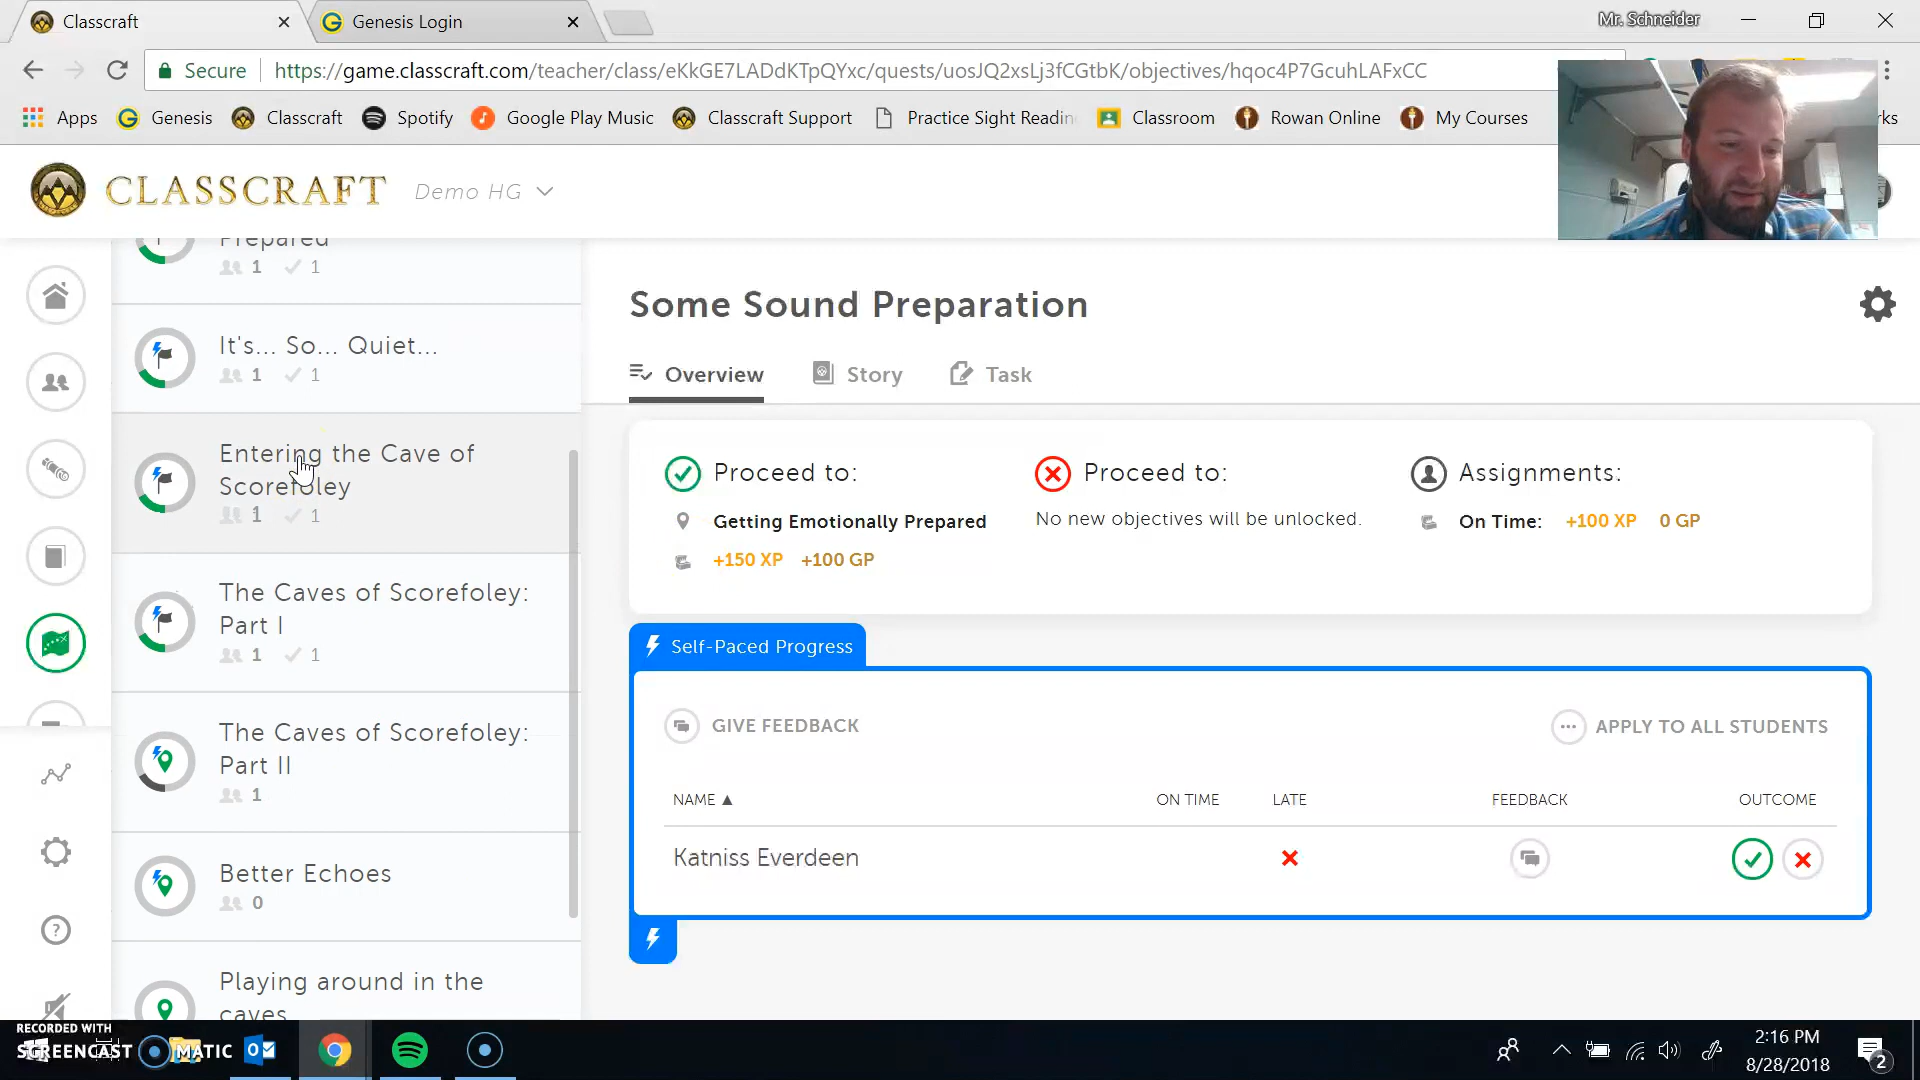 Classcraft
Genesis Login
Mr. Schneider
Secure
https://game.classcraft.com/teacher/class/eKkGE7LADdKTpQYxc/quests/uosJQ2xsLj3fCGtbK/objectives/hqoc4P7GcuhLAFxCC
Apps
Genesis
Classcraft
Spotify
Google Play Music
Classcraft Support
Practice Sight Readin
Classroom
Rowan Online
My Courses
CLASSCRAFT
Demo HG
Prepared
1 1
It's... So... Quiet...
1 1
Entering the Cave of
Scorefoley
1 1
The Caves of Scorefoley:
Part I
1 1
The Caves of Scorefoley:
Part II
1
Better Echoes
0
Playing around in the
caves
Some Sound Preparation
Overview
Story
Task
Proceed to:
Getting Emotionally Prepared
+150 XP +100 GP
Proceed to:
No new objectives will be unlocked.
Assignments:
On Time: +100 XP 0 GP
Self-Paced Progress
GIVE FEEDBACK
APPLY TO ALL STUDENTS
NAME ▲ ON TIME LATE FEEDBACK OUTCOME
Katniss Everdeen
RECORDED WITH
SCREENCAST MATIC
2:16 PM
8/28/2018
2